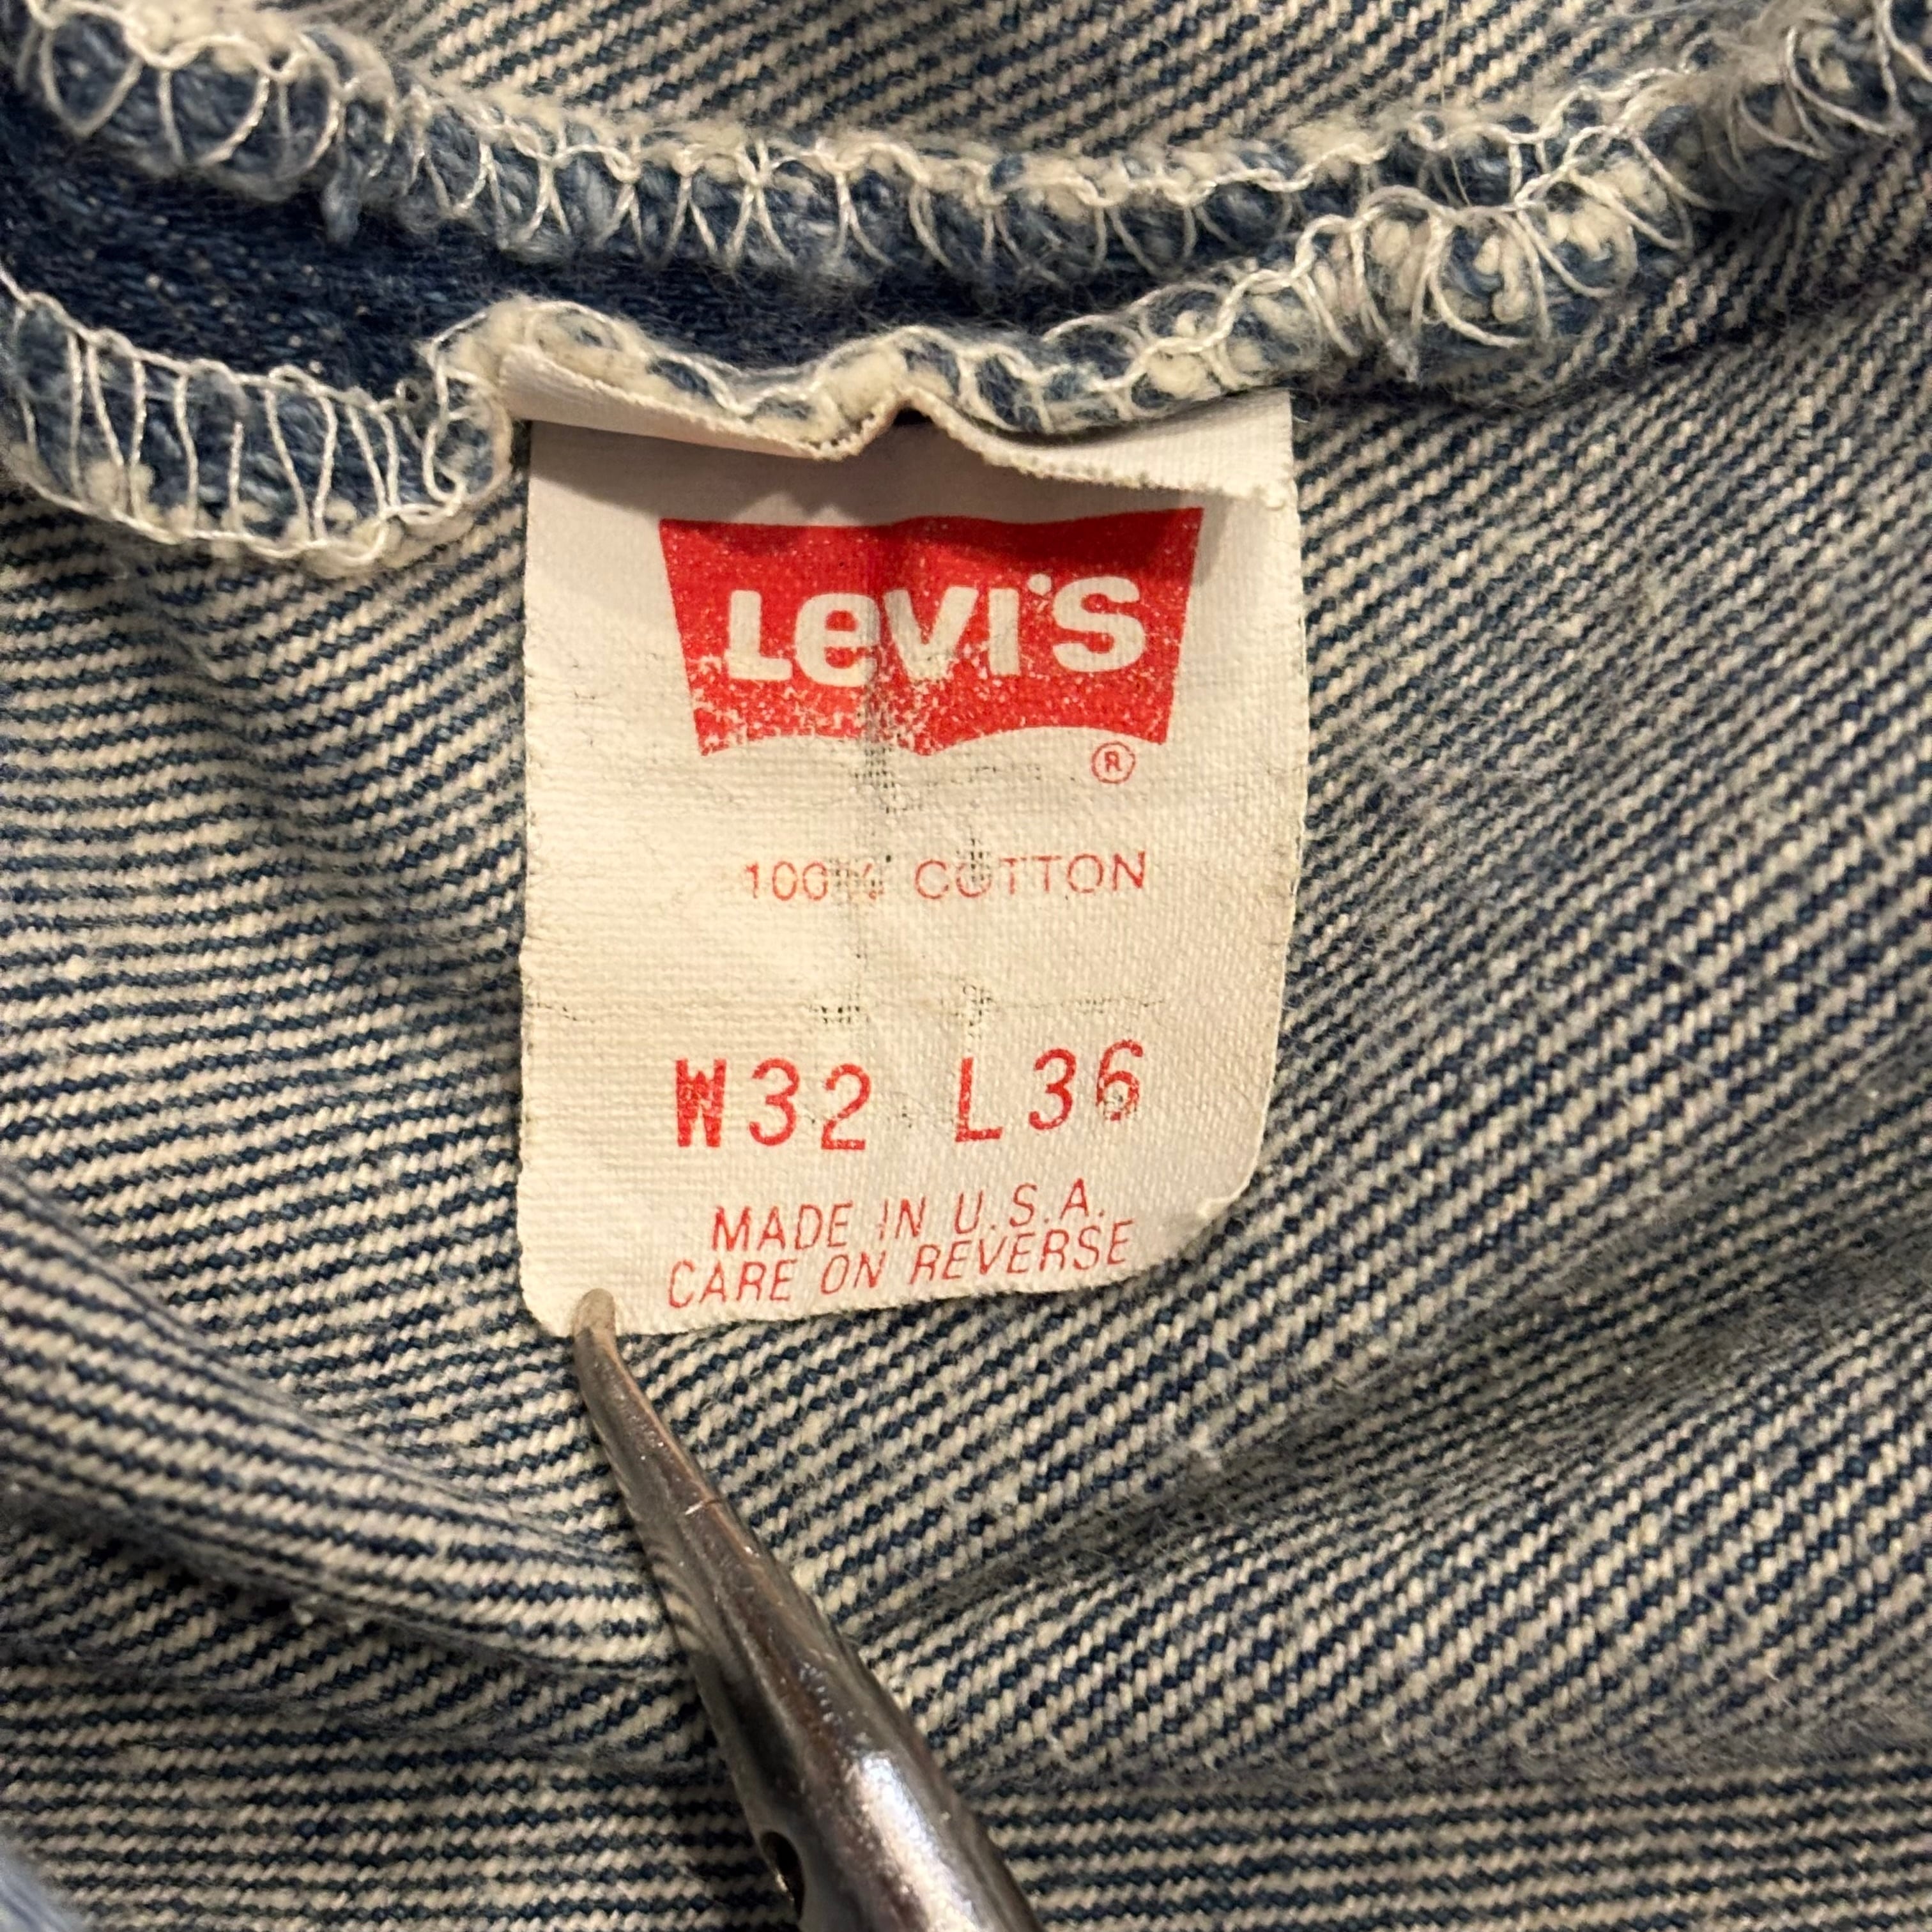 Levi's
®
100% COTTON
W32 L36
MADE IN U.S.A.
CARE ON REVERSE